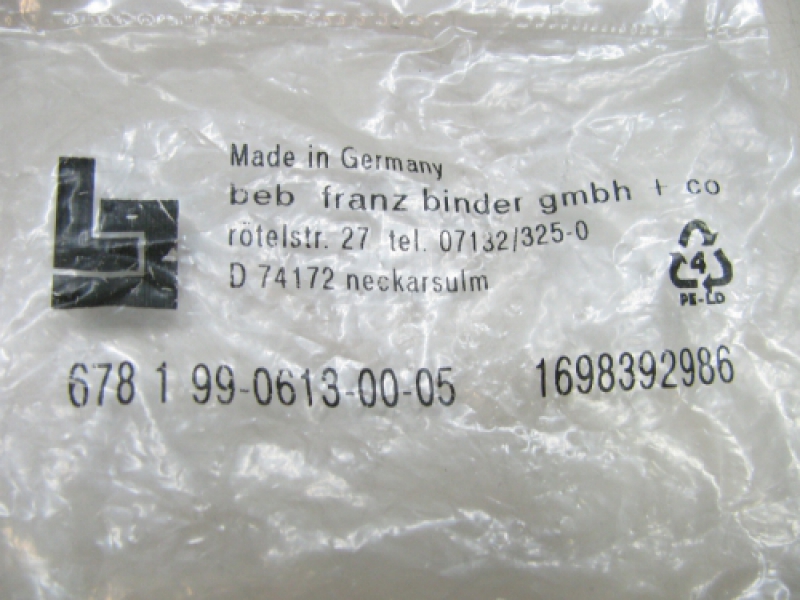 Made in Germany
beb franz binder gmbh + co
rötelstr. 27 tel. 07132/325-0
D 74172 neckarsulm
4
PE-LD
678 1 99-0613-00-05 1698392986